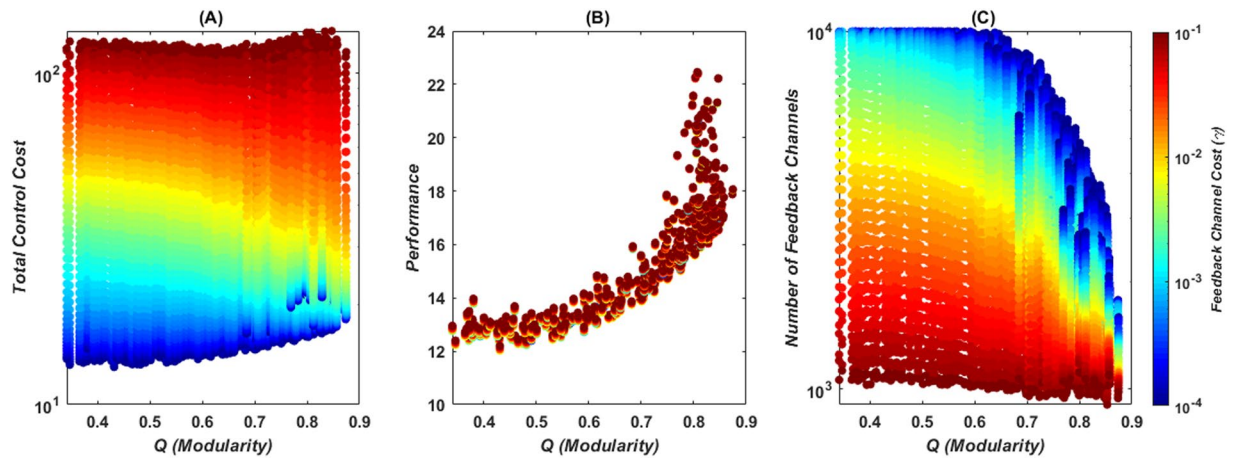 (A)
10^2
10^1
Total Control Cost
0.4 0.5 0.6 0.7 0.8 0.9
Q (Modularity)
(B)
24
22
20
18
16
14
12
10
Performance
0.4 0.5 0.6 0.7 0.8 0.9
Q (Modularity)
(C)
10^4
10^3
Number of Feedback Channels
0.4 0.5 0.6 0.7 0.8 0.9
Q (Modularity)
10^-1
10^-2
10^-3
10^-4
Feedback Channel Cost (γ)